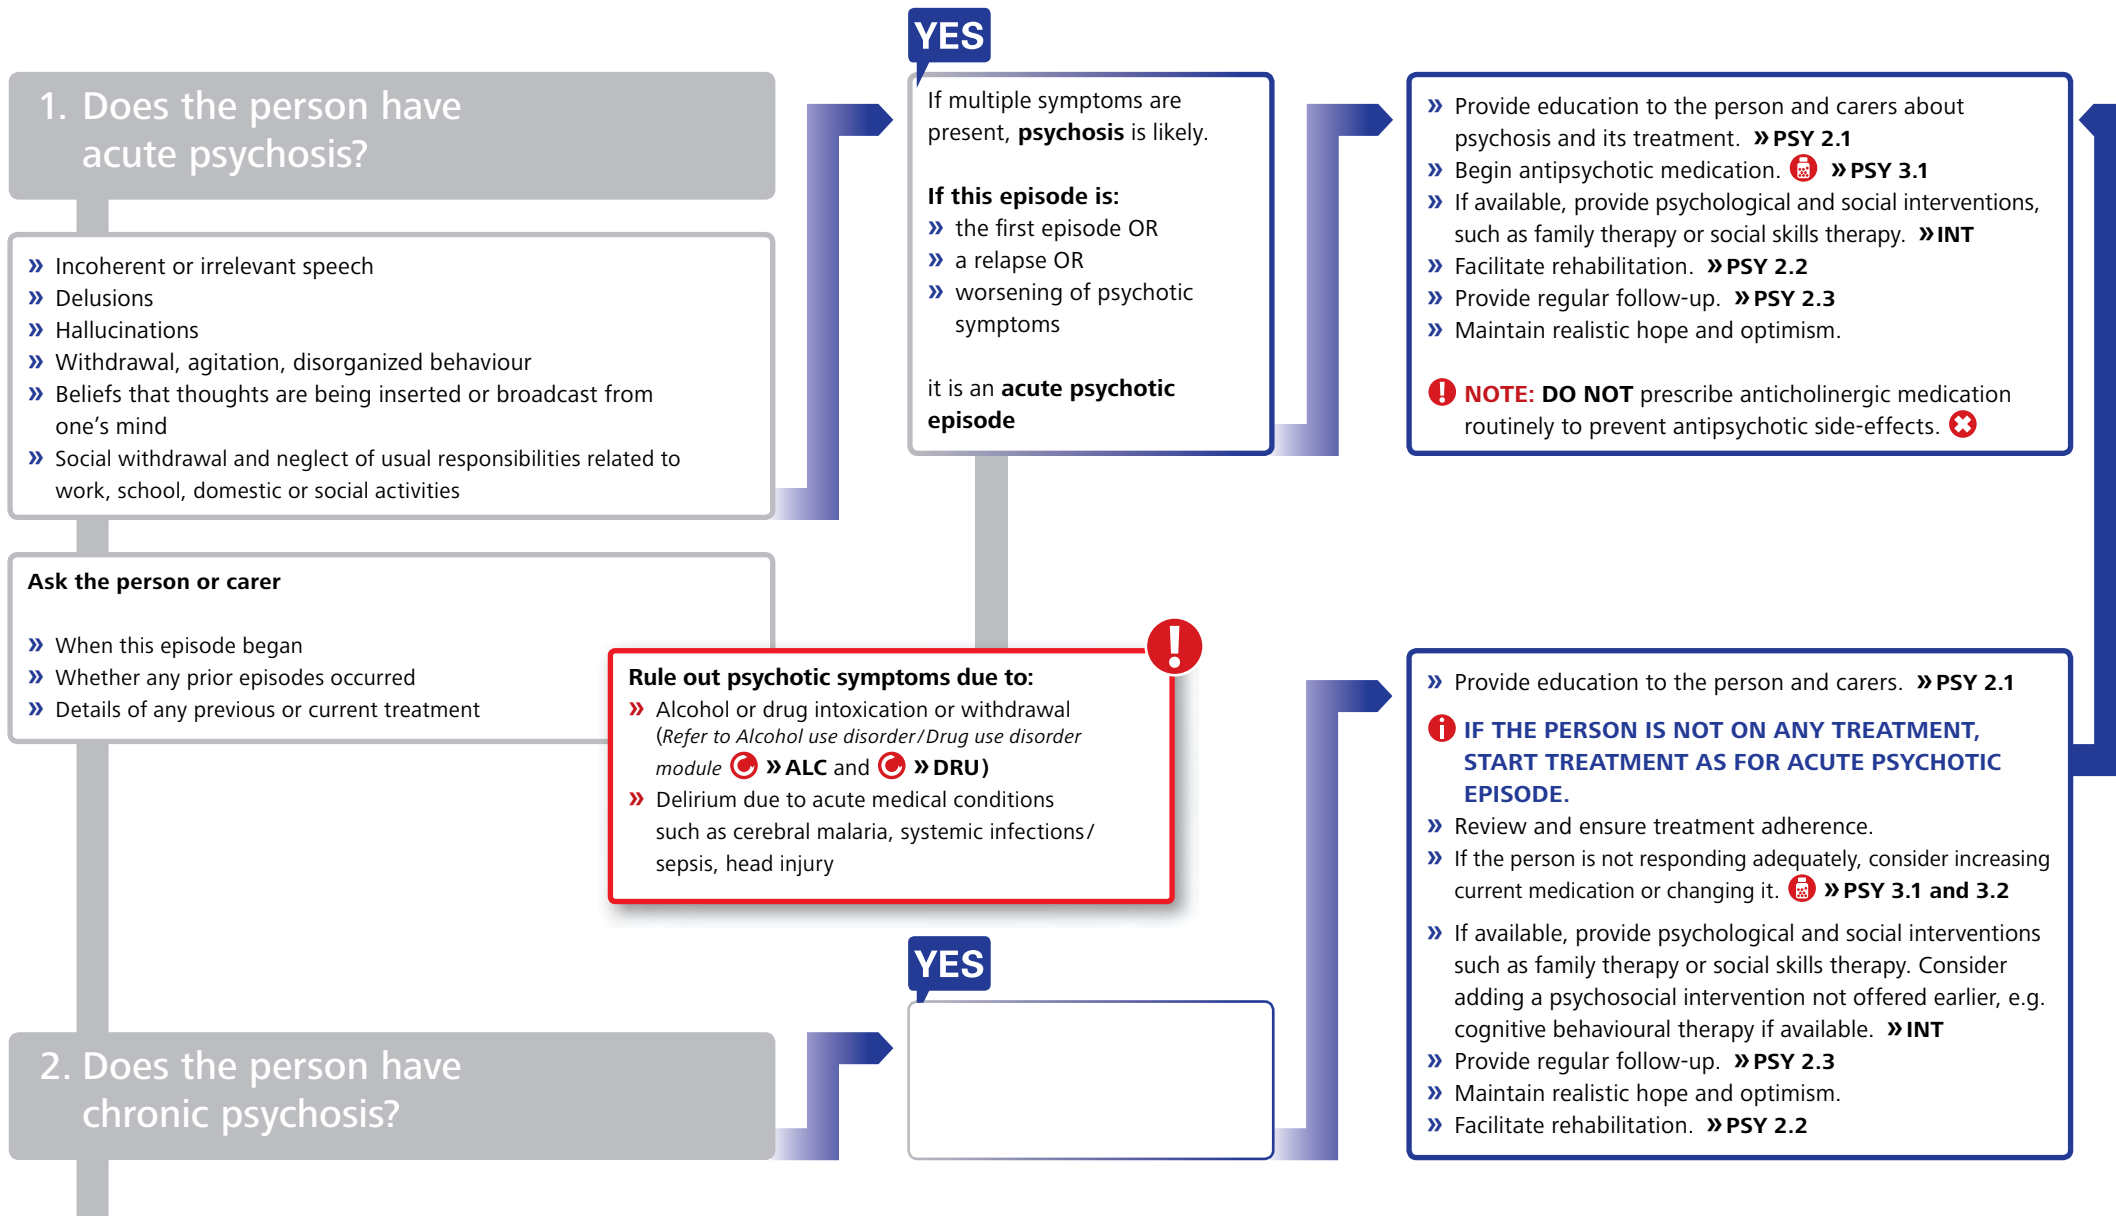 1. Does the person have
acute psychosis?
» Incoherent or irrelevant speech
» Delusions
» Hallucinations
» Withdrawal, agitation, disorganized behaviour
» Beliefs that thoughts are being inserted or broadcast from
one's mind
» Social withdrawal and neglect of usual responsibilities related to
work, school, domestic or social activities
Ask the person or carer
» When this episode began
» Whether any prior episodes occurred
» Details of any previous or current treatment
YES
If multiple symptoms are
present, psychosis is likely.
If this episode is:
» the first episode OR
» a relapse OR
» worsening of psychotic
symptoms
it is an acute psychotic
episode
Rule out psychotic symptoms due to:
» Alcohol or drug intoxication or withdrawal
(Refer to Alcohol use disorder/Drug use disorder
module » ALC and » DRU)
» Delirium due to acute medical conditions
such as cerebral malaria, systemic infections/
sepsis, head injury
» Provide education to the person and carers about
psychosis and its treatment. » PSY 2.1
» Begin antipsychotic medication. » PSY 3.1
» If available, provide psychological and social interventions,
such as family therapy or social skills therapy. » INT
» Facilitate rehabilitation. » PSY 2.2
» Provide regular follow-up. » PSY 2.3
» Maintain realistic hope and optimism.
NOTE: DO NOT prescribe anticholinergic medication
routinely to prevent antipsychotic side-effects.
2. Does the person have
chronic psychosis?
YES
» Provide education to the person and carers. » PSY 2.1
IF THE PERSON IS NOT ON ANY TREATMENT,
START TREATMENT AS FOR ACUTE PSYCHOTIC
EPISODE.
» Review and ensure treatment adherence.
» If the person is not responding adequately, consider increasing
current medication or changing it. » PSY 3.1 and 3.2
» If available, provide psychological and social interventions
such as family therapy or social skills therapy. Consider
adding a psychosocial intervention not offered earlier, e.g.
cognitive behavioural therapy if available. » INT
» Provide regular follow-up. » PSY 2.3
» Maintain realistic hope and optimism.
» Facilitate rehabilitation. » PSY 2.2